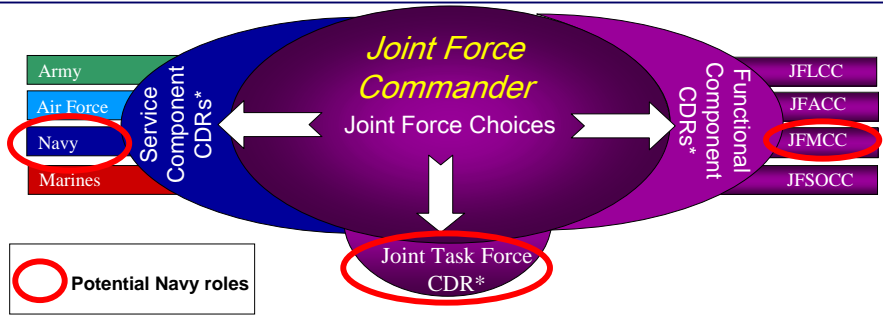 Joint Force
Commander
Joint Force Choices
Army
Air Force
Navy
Marines
Service
Component
CDRs*
Functional
Component
CDRs*
JFLCC
JFACC
JFMCC
JFSOCC
Joint Task Force
CDR*
Potential Navy roles